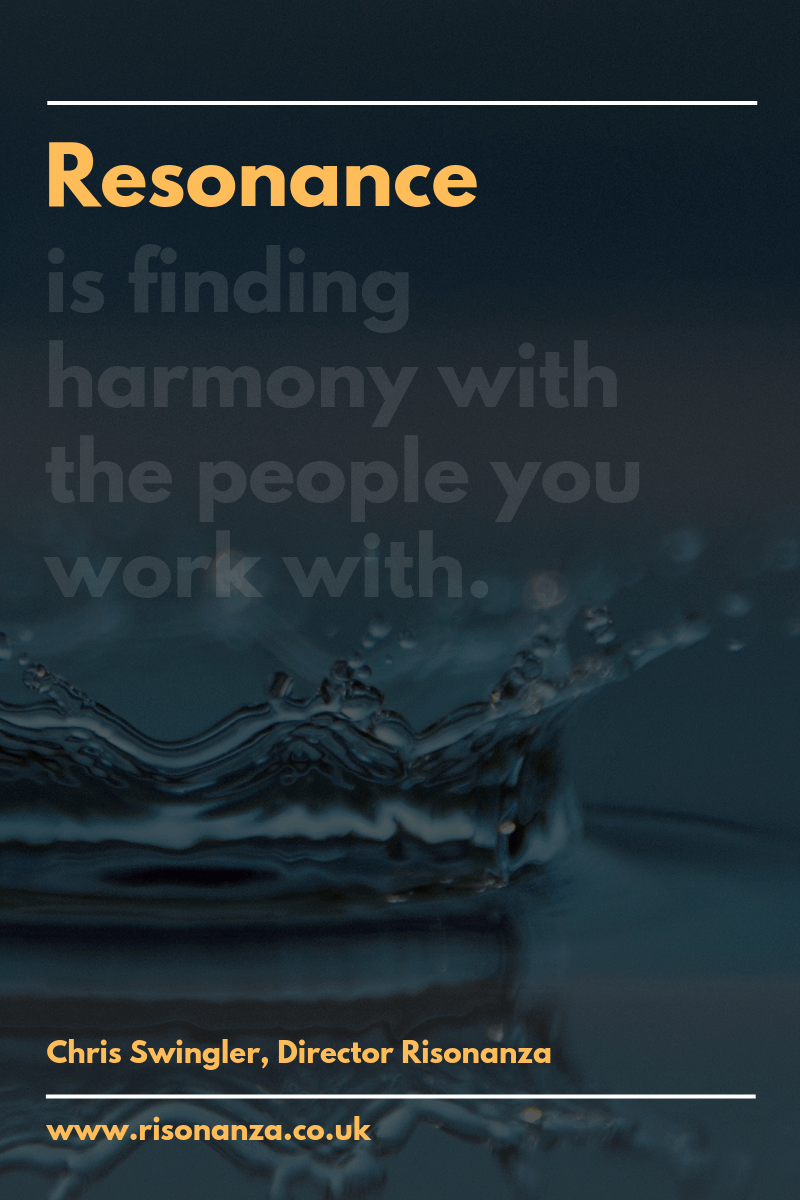 Resonance
is finding
harmony with
the people you
work with.
Chris Swingler, Director Risonanza
www.risonanza.co.uk